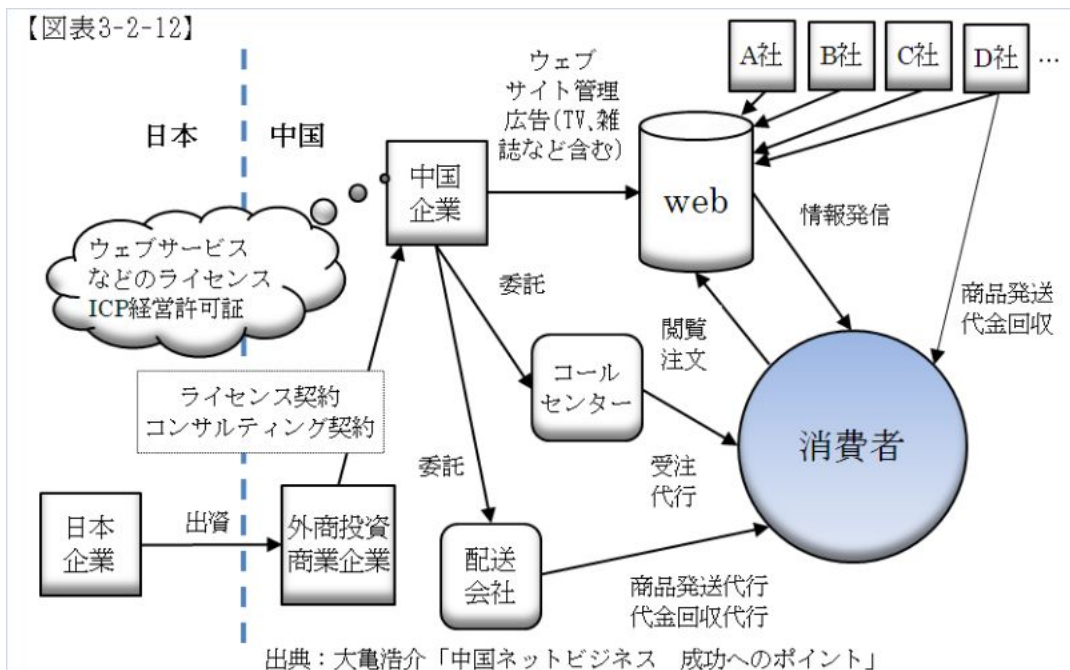 【図表3-2-12】
日本
中国
ウェブ
サイト管理
広告(TV、雑
誌など含む)
A社
B社
C社
D社
…
中国
企業
web
情報発信
ウェブサービス
などのライセンス
ICP経営許可証
委託
閲覧
注文
商品発送
代金回収
コール
センター
ライセンス契約
コンサルティング契約
消費者
委託
受注
代行
日本
企業
出資
外商投資
商業企業
配送
会社
商品発送代行
代金回収代行
出典：大亀浩介「中国ネットビジネス 成功へのポイント」